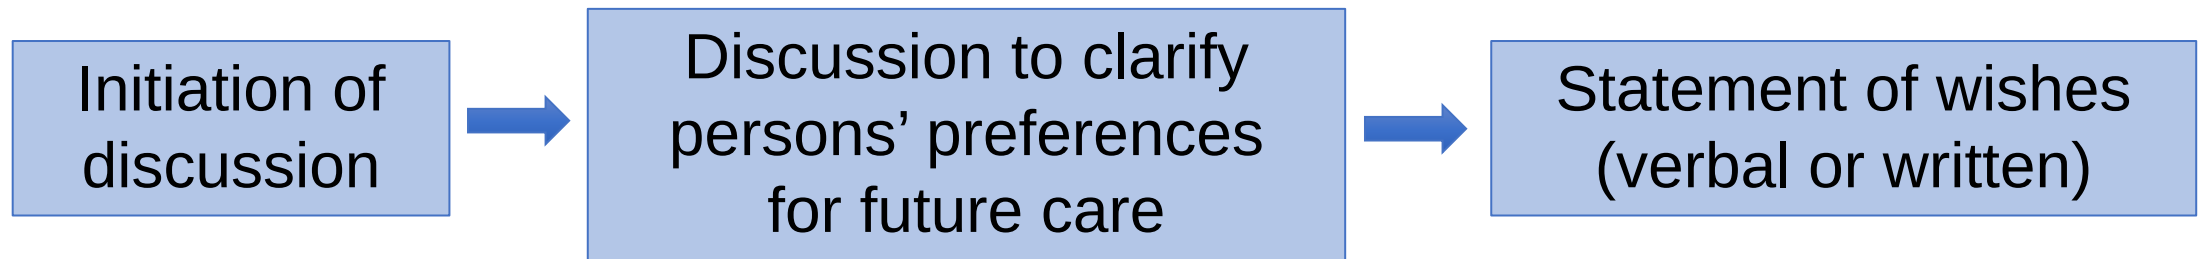 Initiation of
discussion
Discussion to clarify
persons’ preferences
for future care
Statement of wishes
(verbal or written)